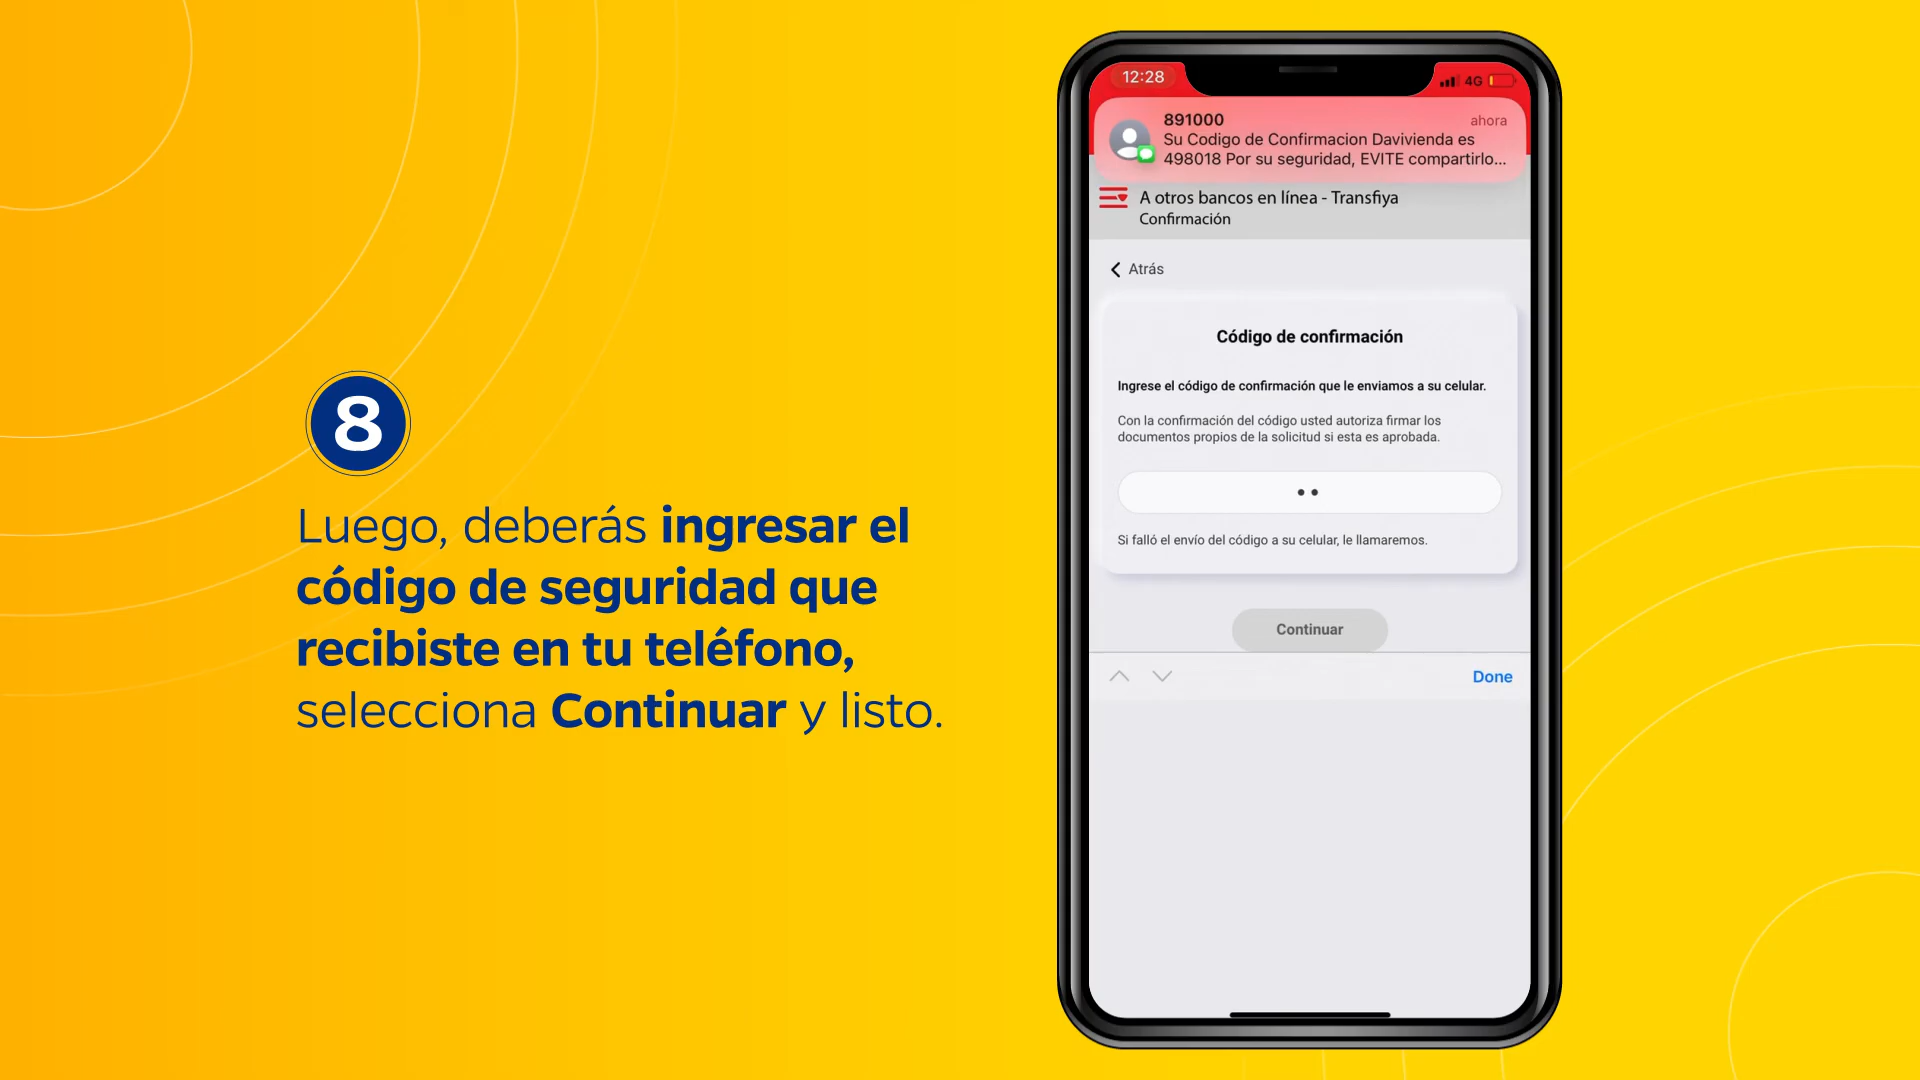 8
Luego, deberás ingresar el
código de seguridad que
recibiste en tu teléfono,
selecciona Continuar y listo.
12:28
4G
891000
ahora
Su Codigo de Confirmacion Davivienda es
498018 Por su seguridad, EVITE compartirlo...
A otros bancos en línea - Transfiya
Confirmación
Atrás
Código de confirmación
Ingrese el código de confirmación que le enviamos a su celular.
Con la confirmación del código usted autoriza firmar los
documentos propios de la solicitud si esta es aprobada.
Si falló el envío del código a su celular, le llamaremos.
Continuar
Done